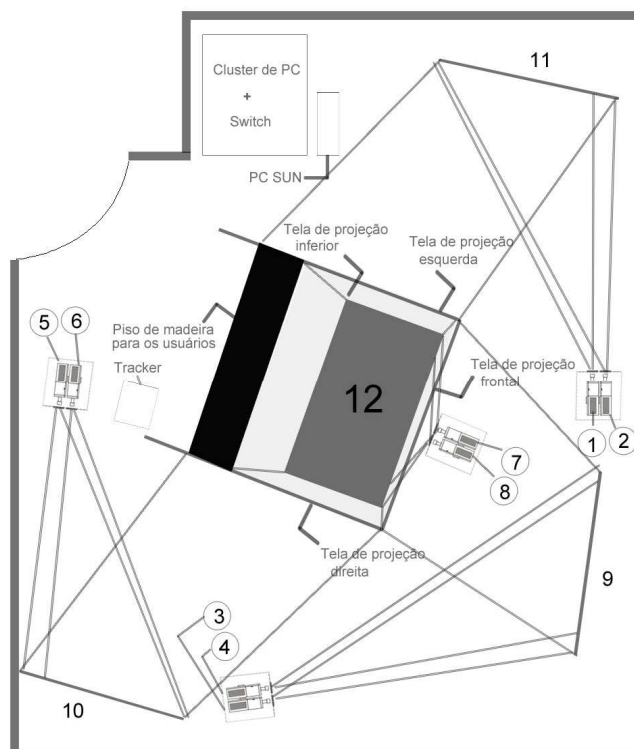 Cluster de PC
+
Switch
PC SUN
11
Tela de projeção
inferior
Tela de projeção
esquerda
5
6
Piso de madeira
para os usuários
Tracker
12
Tela de projeção
frontal
1
2
7
8
Tela de projeção
direita
9
3
4
10